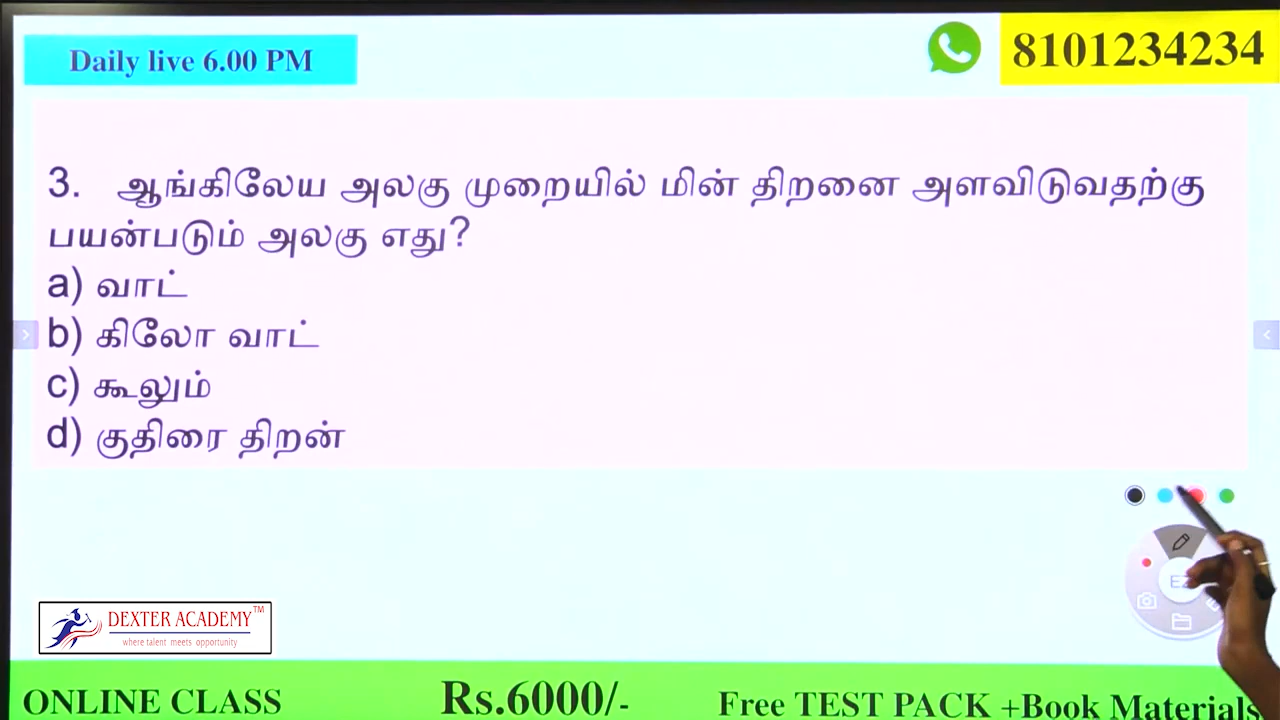 Daily live 6.00 PM
8101234234
3. ஆங்கிலேய அலகு முறையில் மின் திறனை அளவிடுவதற்கு
பயன்படும் அலகு எது?
a) வாட்
b) கிலோ வாட்
c) கூலும்
d) குதிரை திறன்
DEXTER ACADEMY™
where talent meets opportunity
ONLINE CLASS
Rs.6000/-
Free TEST PACK +Book Materials